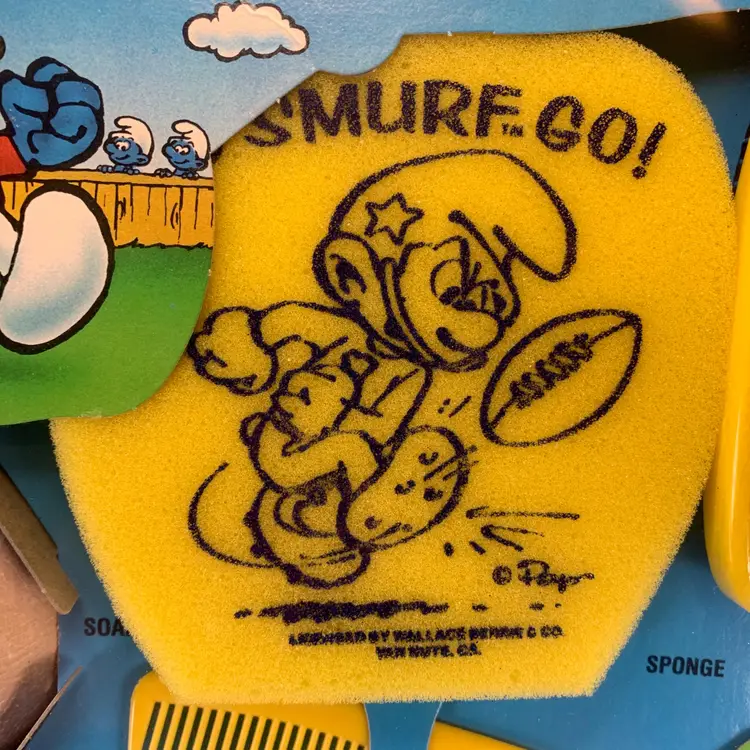 SMURF™ GO!
© Peyo
LICENSED BY WALLACE BERRIE & CO.
VAN NUYS, CA.
SOA
SPONGE